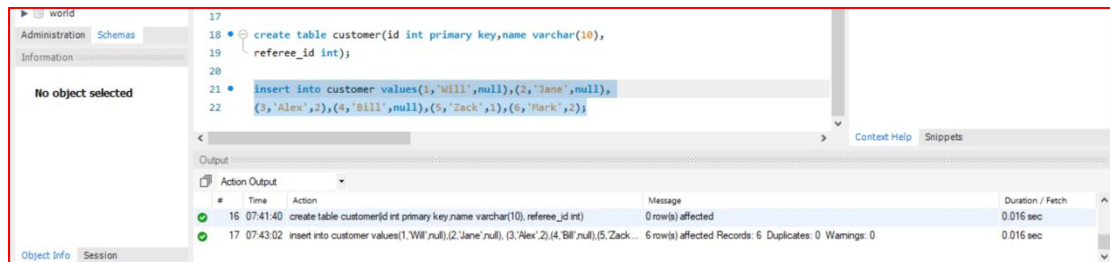 world
Administration Schemas
Information
No object selected
17
18 create table customer(id int primary key,name varchar(10),
19 referee_id int);
20
21 insert into customer values(1,'Will',null),(2,'Jane',null),
22 (3,'Alex',2),(4,'Bill',null),(5,'Zack',1),(6,'Mark',2);
Context Help Snippets
Output
Action Output
# Time Action Message Duration / Fetch
16 07:41:40 create table customer(id int primary key,name varchar(10), referee_id int) 0 row(s) affected 0.016 sec
17 07:43:02 insert into customer values(1,'Will',null),(2,'Jane',null), (3,'Alex',2),(4,'Bill',null),(5,'Zack... 6 row(s) affected Records: 6 Duplicates: 0 Warnings: 0 0.016 sec
Object Info Session